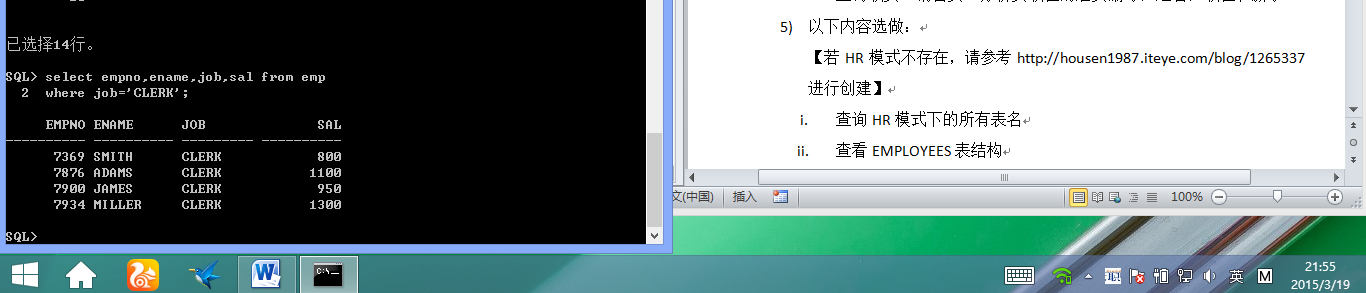 已选择14行。
SQL> select empno,ename,job,sal from emp
2 where job='CLERK';
EMPNO ENAME JOB SAL
---------- ---------- --------- ----------
7369 SMITH CLERK 800
7876 ADAMS CLERK 1100
7900 JAMES CLERK 950
7934 MILLER CLERK 1300
SQL>
5) 以下内容选做:
【若 HR 模式不存在，请参考 http://housen1987.iteye.com/blog/1265337
进行创建】
i. 查询 HR 模式下的所有表名
ii. 查看 EMPLOYEES 表结构
文(中国) 插入 100%
英 M
21:55
2015/3/19